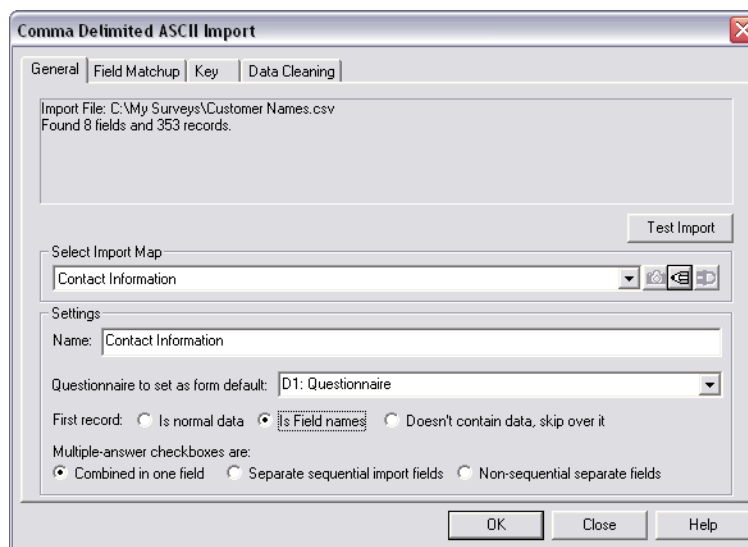 Comma Delimited ASCII Import
General Field Matchup Key Data Cleaning
Import File: C:\My Surveys\Customer Names.csv
Found 8 fields and 353 records.
Test Import
Select Import Map
Contact Information
Settings
Name: Contact Information
Questionnaire to set as form default: D1: Questionnaire
First record: Is normal data Is Field names Doesn't contain data, skip over it
Multiple-answer checkboxes are:
Combined in one field Separate sequential import fields Non-sequential separate fields
OK Close Help